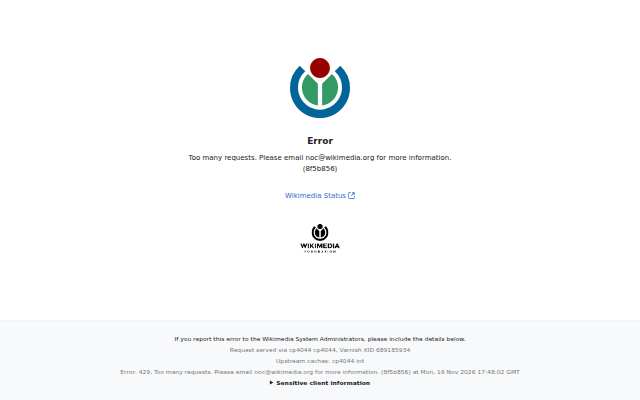 Error
Too many requests. Please email noc@wikimedia.org for more information.
(8f5b856)
Wikimedia Status
WIKIMEDIA
FOUNDATION
If you report this error to the Wikimedia System Administrators, please include the details below.
Request served via cp4044 cp4044, Varnish XID 689185934
Upstream caches: cp4044 int
Error: 429, Too many requests. Please email noc@wikimedia.org for more information. (8f5b856) at Mon, 16 Nov 2026 17:48:02 GMT
Sensitive client information